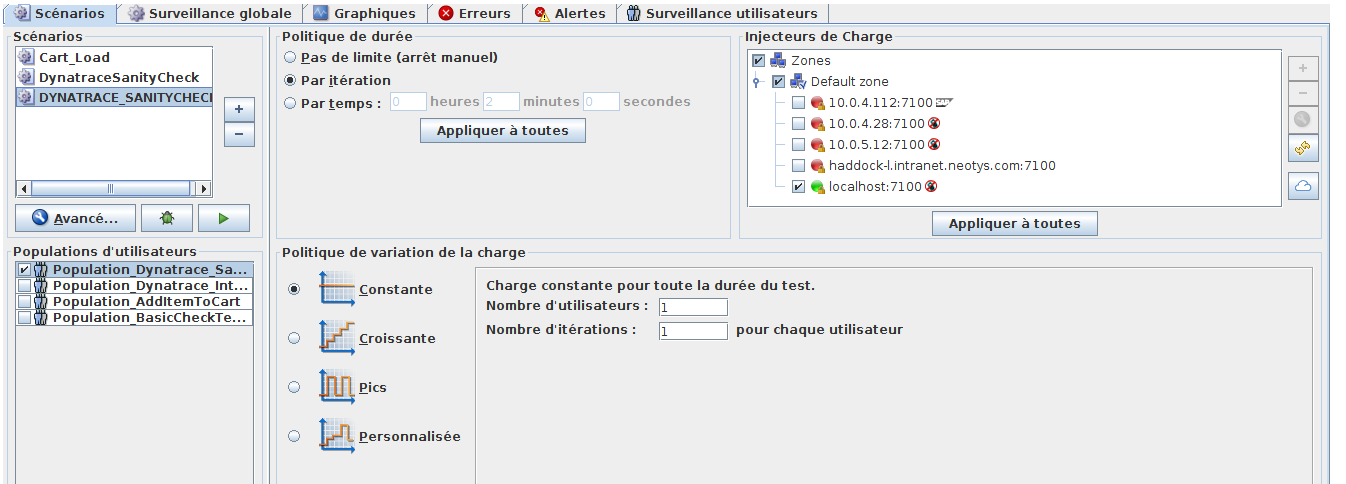 Scénarios Surveillance globale Graphiques Erreurs Alertes Surveillance utilisateurs
Scénarios
Cart_Load
DynatraceSanityCheck
DYNATRACE_SANITYCHECI
+
−
Avancé...
Populations d'utilisateurs
Population_Dynatrace_Sa...
Population_Dynatrace_Int...
Population_AddItemToCart
Population_BasicCheckTe...
Politique de durée
Pas de limite (arrêt manuel)
Par itération
Par temps : 0 heures 2 minutes 0 secondes
Appliquer à toutes
Injecteurs de Charge
Zones
Default zone
10.0.4.112:7100
10.0.4.28:7100
10.0.5.12:7100
haddock-l.intranet.neotys.com:7100
localhost:7100
+
−
Appliquer à toutes
Politique de variation de la charge
Constante
Croissante
Pics
Personnalisée
Charge constante pour toute la durée du test.
Nombre d'utilisateurs : 1
Nombre d'itérations : 1 pour chaque utilisateur